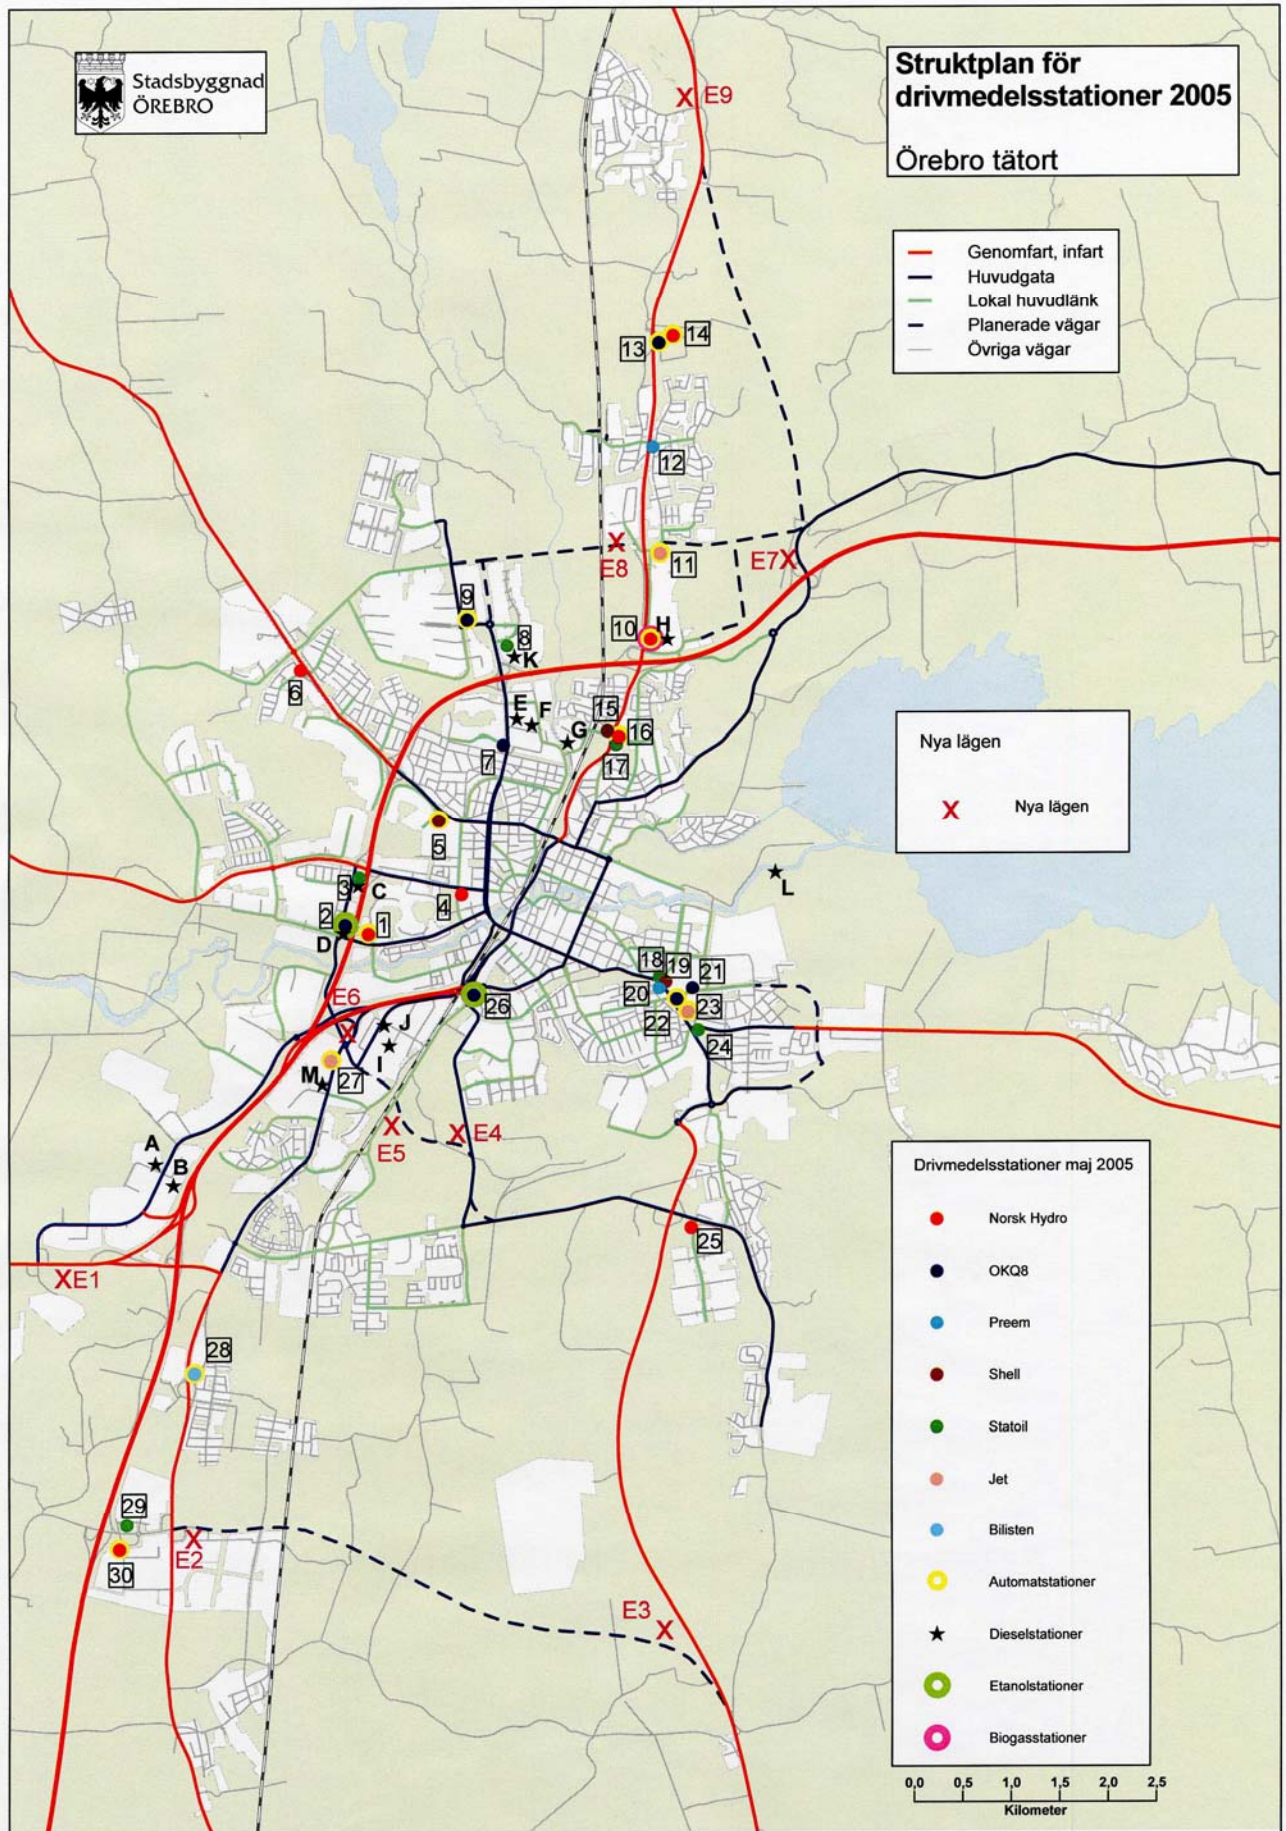 Stadsbyggnad
ÖREBRO
Struktplan för
drivmedelsstationer 2005
Örebro tätort
Genomfart, infart
Huvudgata
Lokal huvudlänk
Planerade vägar
Övriga vägar
E9
14
13
12
E8
11
E7
9
8
K
10
H
6
E
F
G
15
16
17
7
5
3
C
4
2
1
D
L
Nya lägen
X Nya lägen
E6
18
19
21
20
22
23
24
26
J
I
M
27
E5
E4
A
B
25
E1
28
29
30
E2
E3
Drivmedelsstationer maj 2005
Norsk Hydro
OKQ8
Preem
Shell
Statoil
Jet
Bilisten
Automatstationer
Dieselstationer
Etanolstationer
Biogasstationer
0,0 0,5 1,0 1,5 2,0 2,5
Kilometer